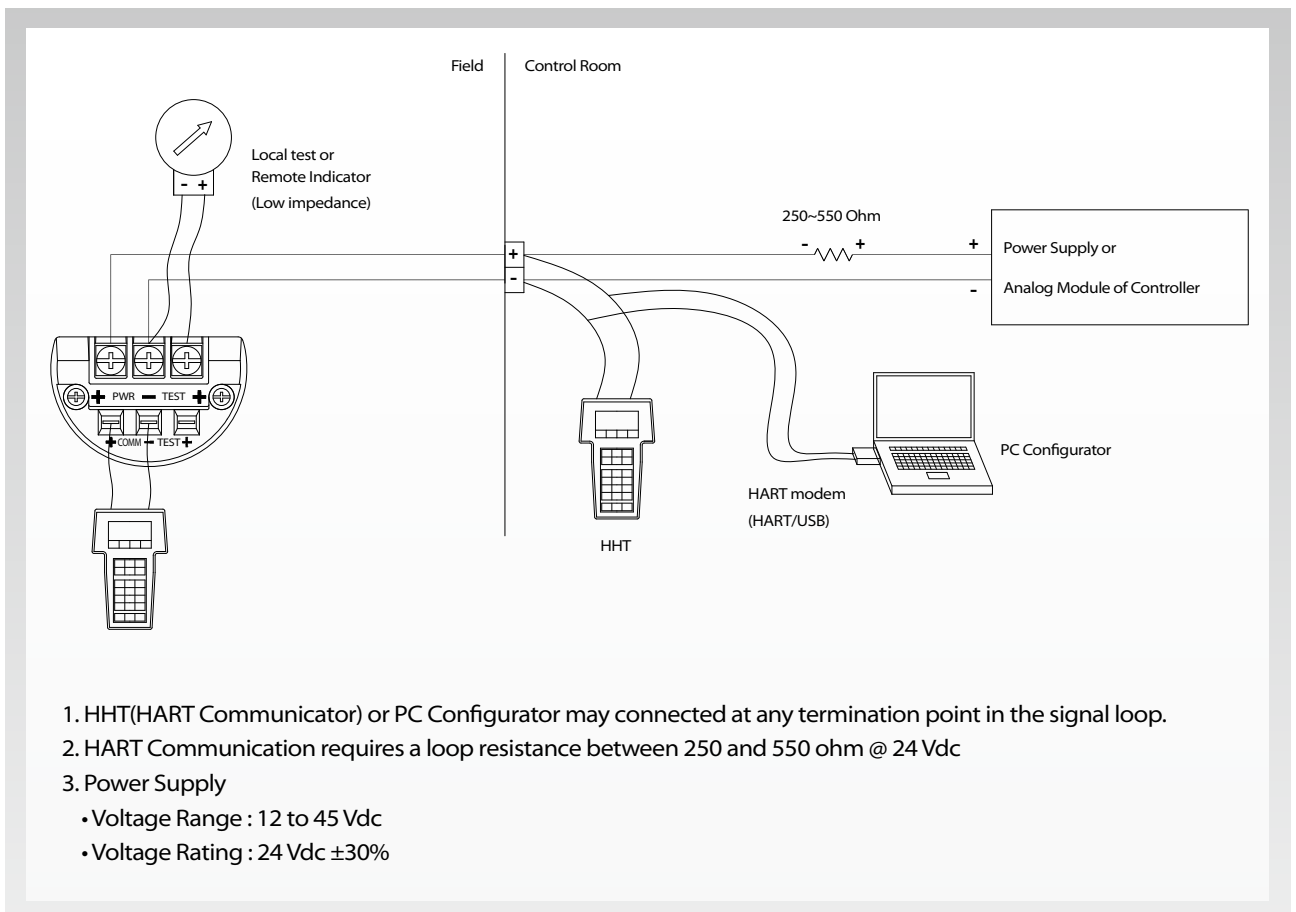 Field
Control Room
Local test or
Remote Indicator
(Low impedance)
- +
250~550 Ohm
- +
+
-
+
-
Power Supply or
Analog Module of Controller
+ PWR - TEST +
+ COMM - TEST +
PC Configurator
HART modem
(HART/USB)
HHT
1. HHT(HART Communicator) or PC Configurator may connected at any termination point in the signal loop.
2. HART Communication requires a loop resistance between 250 and 550 ohm @ 24 Vdc
3. Power Supply
• Voltage Range : 12 to 45 Vdc
• Voltage Rating : 24 Vdc ±30%